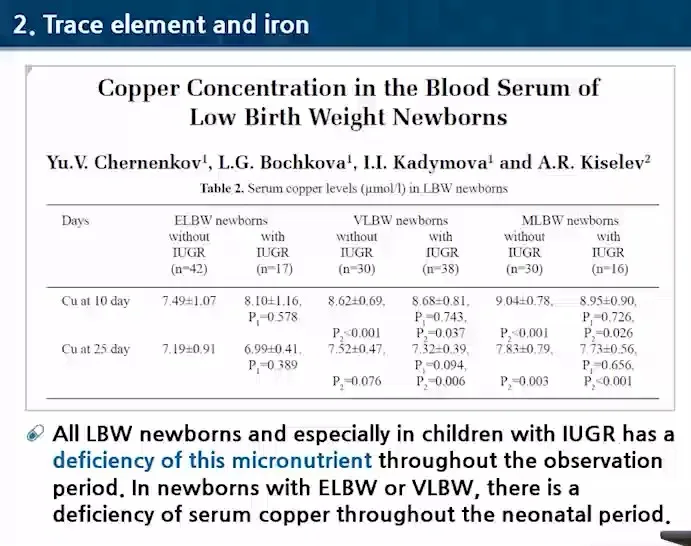 2. Trace element and iron
Copper Concentration in the Blood Serum of
Low Birth Weight Newborns
Yu.V. Chernenkov¹, L.G. Bochkova¹, I.I. Kadymova¹ and A.R. Kiselev²
Table 2. Serum copper levels (µmol/l) in LBW newborns
Days ELBW newborns VLBW newborns MLBW newborns
without with without with without with
IUGR IUGR IUGR IUGR IUGR IUGR
(n=42) (n=17) (n=30) (n=38) (n=30) (n=16)
Cu at 10 day 7.49±1.07 8.10±1.16, 8.62±0.69, 8.68±0.81, 9.04±0.78, 8.95±0.90,
P₁=0.578 P₁=0.743, P₁=0.726,
P₂<0.001 P₂=0.037 P₂<0.001 P₂=0.026
Cu at 25 day 7.19±0.91 6.99±0.41, 7.52±0.47, 7.32±0.39, 7.83±0.79, 7.73±0.56,
P₁=0.389 P₁=0.094, P₁=0.656,
P₂=0.076 P₂=0.006 P₂=0.003 P₂<0.001
All LBW newborns and especially in children with IUGR has a
deficiency of this micronutrient throughout the observation
period. In newborns with ELBW or VLBW, there is a
deficiency of serum copper throughout the neonatal period.